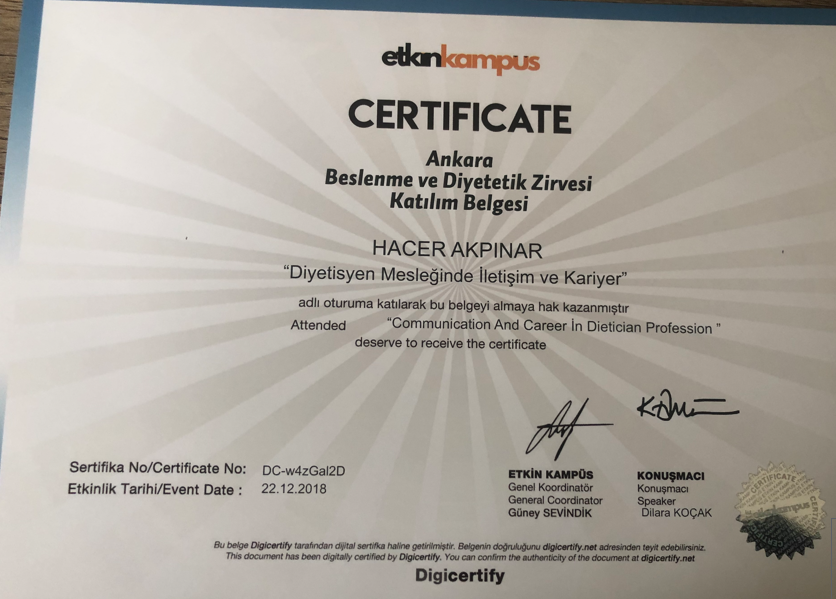 etkinkampus
CERTIFICATE
Ankara
Beslenme ve Diyetetik Zirvesi
Katılım Belgesi
HACER AKPINAR
“Diyetisyen Mesleğinde İletişim ve Kariyer”
adlı oturuma katılarak bu belgeyi almaya hak kazanmıştır
Attended “Communication And Career İn Dietician Profession ”
deserve to receive the certificate
Sertifika No/Certificate No: DC-w4zGal2D
Etkinlik Tarihi/Event Date : 22.12.2018
ETKİN KAMPÜS
Genel Koordinatör
General Coordinator
Güney SEVİNDİK
KONUŞMACI
Konuşmacı
Speaker
Dilara KOÇAK
CERTIFICATE
etkinkampus
Bu belge Digicertify tarafından dijital sertifka haline getirilmiştir. Belgenin doğruluğunu digicertify.net adresinden teyit edebilirsiniz.
This document has been digitally certified by Digicertify. You can confirm the authenticity of the document at digicertify.net
Digicertify